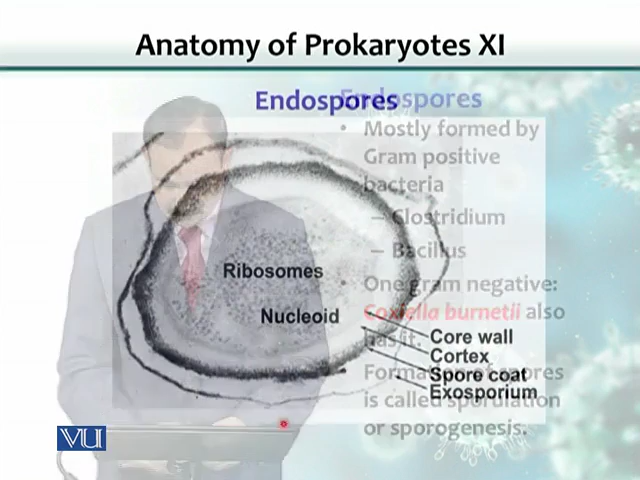 Anatomy of Prokaryotes XI
Endospores
Endospores
• Mostly formed by
Gram positive
bacteria
– Clostridium
– Bacillus
• One gram negative:
Coxiella burnetii also
has it.
Formation of spores
is called sporulation
or sporogenesis.
Ribosomes
Nucleoid
Core wall
Cortex
Spore coat
Exosporium
VU